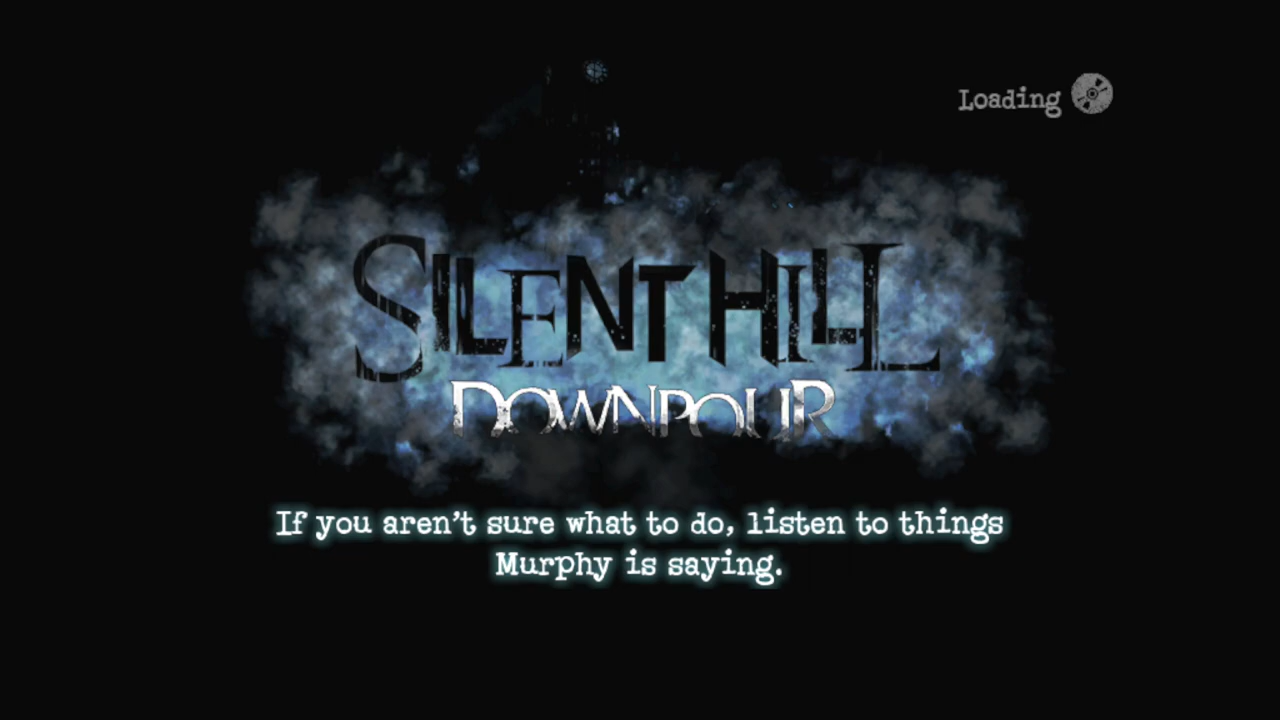 Loading
SILENT HILL
DOWNPOUR
If you aren't sure what to do, listen to things
Murphy is saying.